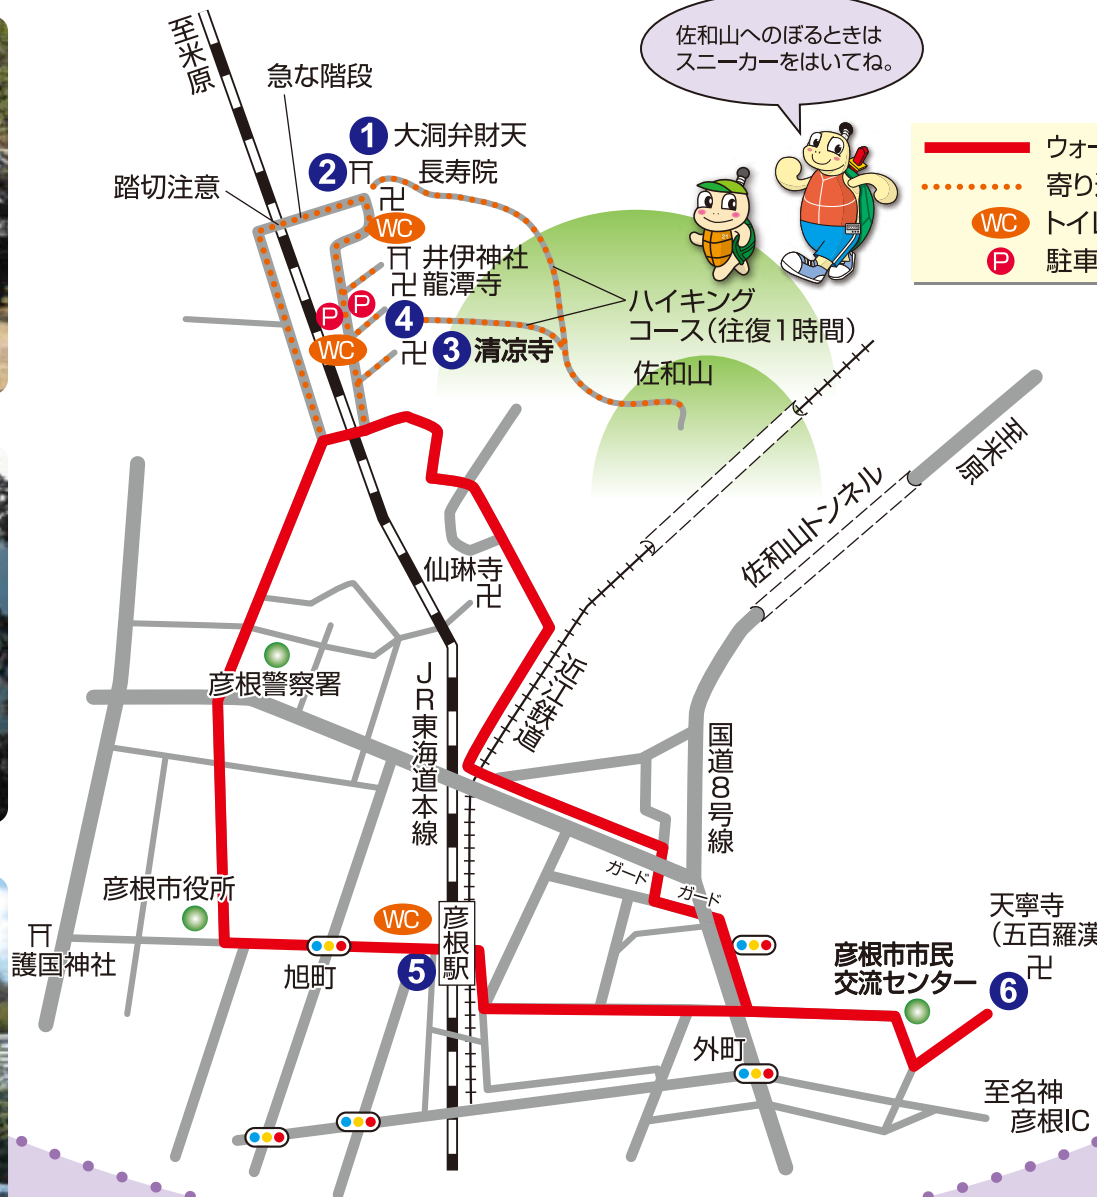 佐和山へのぼるときは
スニーカーをはいてね。
至米原
急な階段
1 大洞弁財天
2
長寿院
踏切注意
WC
井伊神社
龍潭寺
P
P
4
WC
3 清凉寺
ハイキング
コース(往復1時間)
佐和山
ウォー
寄り
WC トイレ
P 駐車
至米原
佐和山トンネル
仙琳寺
彦根警察署
JR東海道本線
近江鉄道
国道8号線
ガード
ガード
彦根市役所
護国神社
旭町
WC
5
彦根駅
天寧寺
(五百羅漢
彦根市市民
交流センター
6
外町
至名神
彦根IC